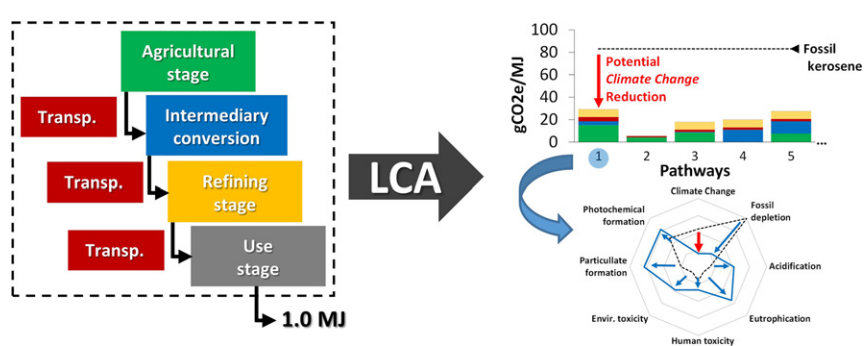 Agricultural
stage
Transp.
Intermediary
conversion
Transp.
Refining
stage
Transp.
Use
stage
1.0 MJ
LCA
gCO2e/MJ
100
80
60
40
20
0
Potential
Climate Change
Reduction
Fossil
kerosene
1 2 3 4 5 ...
Pathways
Climate Change
Fossil
depletion
Acidification
Eutrophication
Human toxicity
Envir. toxicity
Particullate
formation
Photochemical
formation